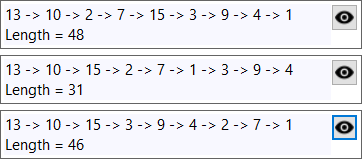 13 -> 10 -> 2 -> 7 -> 15 -> 3 -> 9 -> 4 -> 1
Length = 48
13 -> 10 -> 15 -> 2 -> 7 -> 1 -> 3 -> 9 -> 4
Length = 31
13 -> 10 -> 15 -> 3 -> 9 -> 4 -> 2 -> 7 -> 1
Length = 46